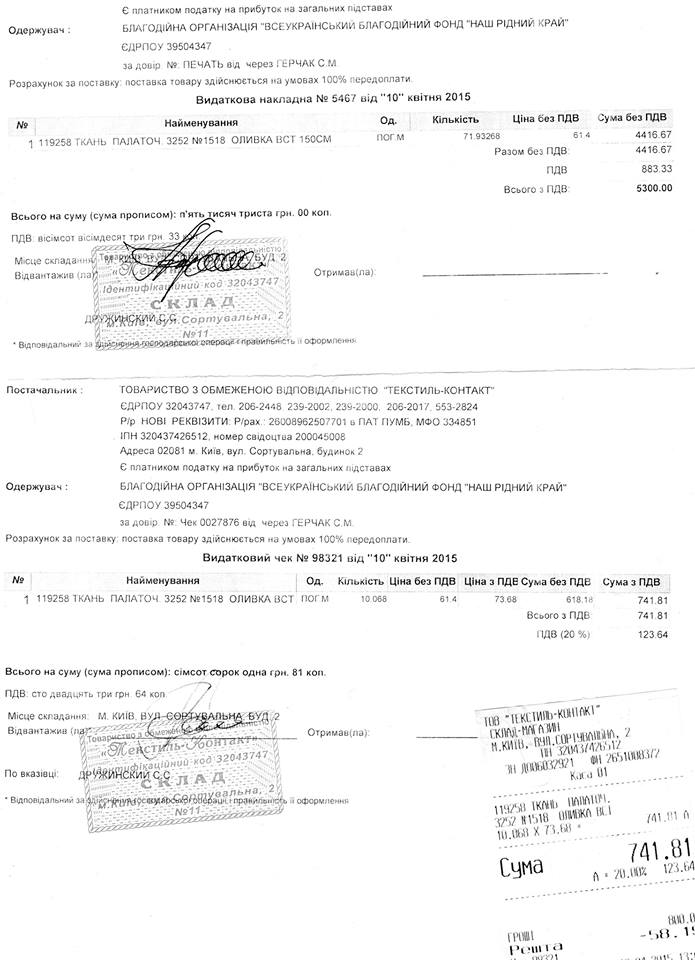 Є платником податку на прибуток на загальних підставах
Одержувач : БЛАГОДІЙНА ОРГАНІЗАЦІЯ "ВСЕУКРАЇНСЬКИЙ БЛАГОДІЙНИЙ ФОНД "НАШ РІДНИЙ КРАЙ"
ЄДРПОУ 39504347
за довір. №: ПЕЧАТЬ від через ГЕРЧАК С.М.
Розрахунок за поставку: поставка товару здійснюється на умовах 100% передоплати.
Видаткова накладна № 5467 від "10" квітня 2015
№ Найменування Од. Кількість Ціна без ПДВ Сума без ПДВ
1 119258 ТКАНЬ ПАЛАТОЧ. 3252 №1518 ОЛИВКА ВСТ 150СМ ПОГ.М 71.93268 61.4 4416.67
Разом без ПДВ: 4416.67
ПДВ 883.33
Всього з ПДВ: 5300.00
Всього на суму (сума прописом): п'ять тисяч триста грн. 00 коп.
ПДВ: вісімсот вісімдесят три грн. 33 коп
Місце складання: М. БУД. 2
Відвантажив (ла): Отримав(ла):
Товариство з обмеженою відповідальністю
«Текстиль-Контакт»
Ідентифікаційний код 32043747
СКЛАД
ДРУЖИНСЬКИЙ С.С.
м.Київ, вул.Сортувальна, 2
№11
* Відповідальний за здійснення господарської операції і правильність її оформлення
Постачальник : ТОВАРИСТВО З ОБМЕЖЕНОЮ ВІДПОВІДАЛЬНІСТЮ "ТЕКСТИЛЬ-КОНТАКТ"
ЄДРПОУ 32043747, тел. 206-2448, 239-2002, 239-2000, 206-2017, 553-2824
Р/р НОВІ РЕКВІЗИТИ: Р/рах.: 26008962507701 в ПАТ ПУМБ, МФО 334851
ІПН 320437426512, номер свідоцтва 200045008
Адреса 02081 м. Київ, вул. Сортувальна, будинок 2
Є платником податку на прибуток на загальних підставах
Одержувач : БЛАГОДІЙНА ОРГАНІЗАЦІЯ "ВСЕУКРАЇНСЬКИЙ БЛАГОДІЙНИЙ ФОНД "НАШ РІДНИЙ КРАЙ"
ЄДРПОУ 39504347
за довір. №: Чек 0027876 від через ГЕРЧАК С.М.
Розрахунок за поставку: поставка товару здійснюється на умовах 100% передоплати.
Видатковий чек № 98321 від "10" квітня 2015
№ Найменування Од. Кількість Ціна без ПДВ Ціна з ПДВ Сума без ПДВ Сума з ПДВ
1 119258 ТКАНЬ ПАЛАТОЧ. 3252 №1518 ОЛИВКА ВСТ ПОГ.М 10.068 61.4 73.68 618.18 741.81
Всього з ПДВ: 741.81
ПДВ (20 %) 123.64
Всього на суму (сума прописом): сімсот сорок одна грн. 81 коп.
ПДВ: сто двадцять три грн. 64 коп.
Місце складання: М. КИЇВ, ВУЛ. СОРТУВАЛЬНА, БУД. 2
Відвантажив (ла): Отримав(ла):
Товариство з обмеженою відповідальністю
«Текстиль-Контакт»
Ідентифікаційний код 32043747
По вказівці: ДРУЖИНСЬКИЙ С.С
СКЛАД
м.Київ, вул.Сортувальна, 2
№11
* Відповідальний за здійснення господарської операції і правильність її оформлення
ТОВ "ТЕКСТИЛЬ-КОНТАКТ"
СКЛАД-МАГАЗИН
М.КИЇВ, ВУЛ.СОРТУВАЛЬНА, 2
ПН 320437426512
ЗН ФН 2651008372
Каса 01
119258 ТКАНЬ ПАЛАТОЧ.
3252 №1518 ОЛИВКА ВСТ
10.068 X 73.68 = 741.81 А
Сума 741.81
А = 20.00% 123.64
ГРОШІ 800.0
Решта -58.19